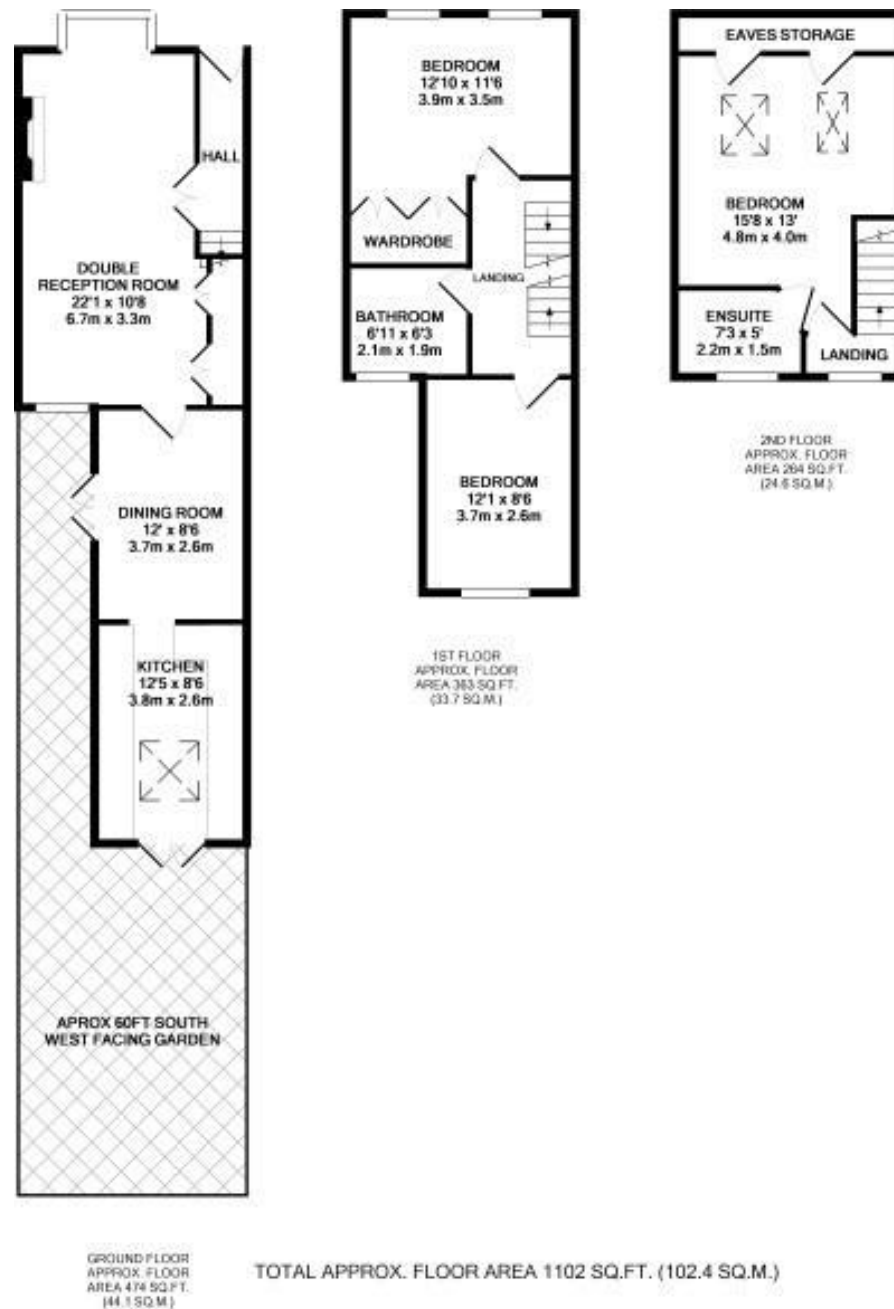 HALL
DOUBLE
RECEPTION ROOM
22'1 x 10'8
6.7m x 3.3m
DINING ROOM
12' x 8'6
3.7m x 2.6m
KITCHEN
12'5 x 8'6
3.8m x 2.6m
APROX 60FT SOUTH
WEST FACING GARDEN
GROUND FLOOR
APPROX. FLOOR
AREA 474 SQ.FT.
(44.1 SQ.M.)
BEDROOM
12'10 x 11'6
3.9m x 3.5m
WARDROBE
LANDING
BATHROOM
6'11 x 6'3
2.1m x 1.9m
BEDROOM
12'1 x 8'6
3.7m x 2.6m
1ST FLOOR
APPROX. FLOOR
AREA 363 SQ.FT.
(33.7 SQ.M.)
EAVES STORAGE
BEDROOM
15'8 x 13'
4.8m x 4.0m
ENSUITE
7'3 x 5'
2.2m x 1.5m
LANDING
2ND FLOOR
APPROX. FLOOR
AREA 264 SQ.FT.
(24.6 SQ.M.)
TOTAL APPROX. FLOOR AREA 1102 SQ.FT. (102.4 SQ.M.)